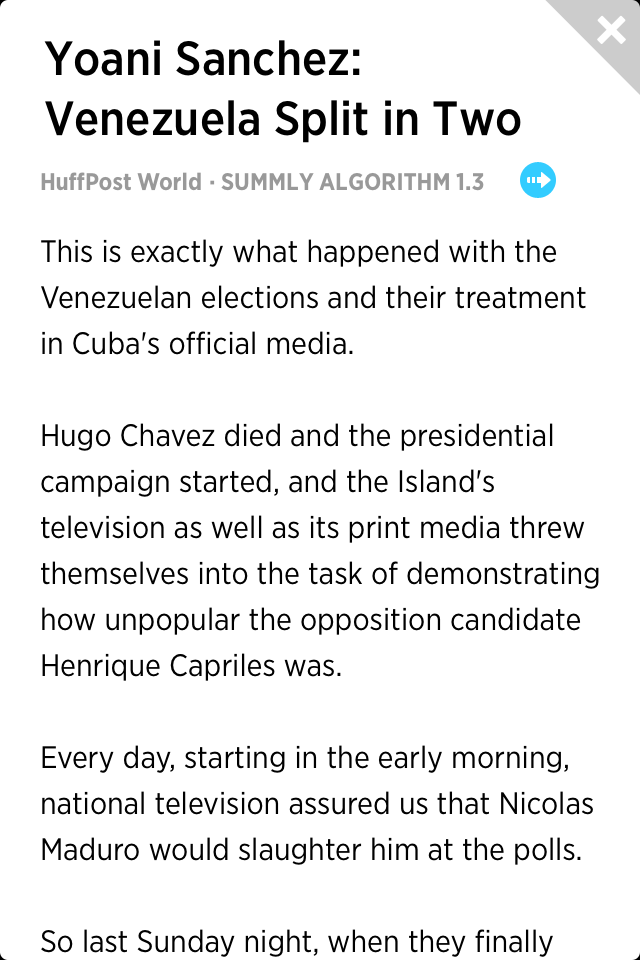 Yoani Sanchez:
Venezuela Split in Two
HuffPost World · SUMMLY ALGORITHM 1.3
This is exactly what happened with the
Venezuelan elections and their treatment
in Cuba's official media.
Hugo Chavez died and the presidential
campaign started, and the Island's
television as well as its print media threw
themselves into the task of demonstrating
how unpopular the opposition candidate
Henrique Capriles was.
Every day, starting in the early morning,
national television assured us that Nicolas
Maduro would slaughter him at the polls.
So last Sunday night, when they finally